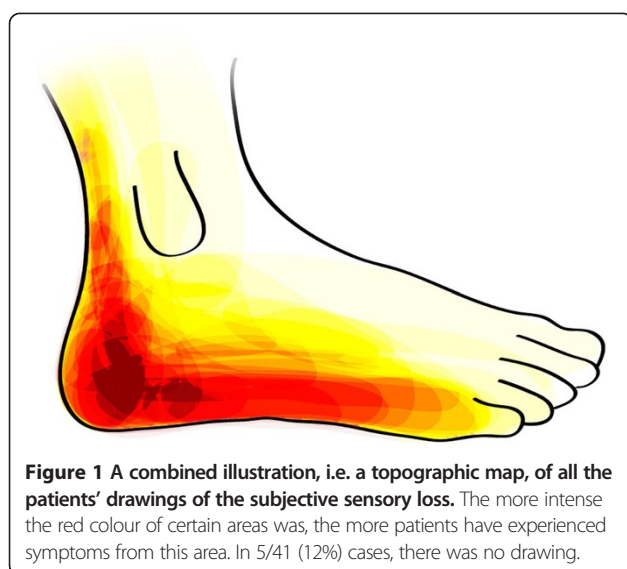 Figure 1 A combined illustration, i.e. a topographic map, of all the
patients’ drawings of the subjective sensory loss. The more intense
the red colour of certain areas was, the more patients have experienced
symptoms from this area. In 5/41 (12%) cases, there was no drawing.